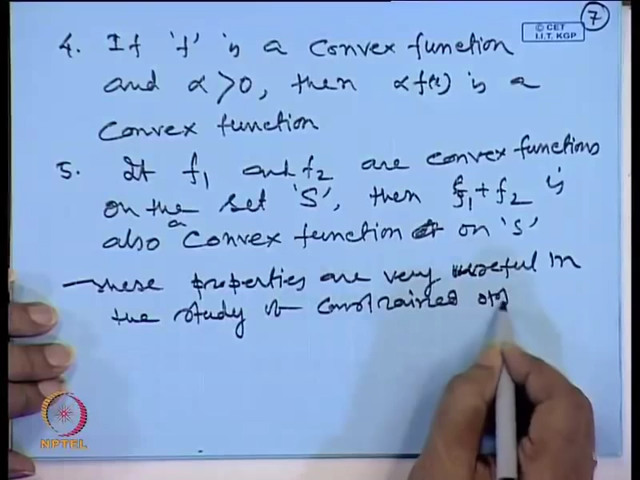 7
© CET
I.I.T. KGP
4. If 'f' is a convex function
and α >0, then αf(x) is a
convex function
5. If f1 and f2 are convex functions
on the set 'S', then f1+f2 is
also a convex function on 's'
These properties are very useful in
the study of constrained
NPTEL